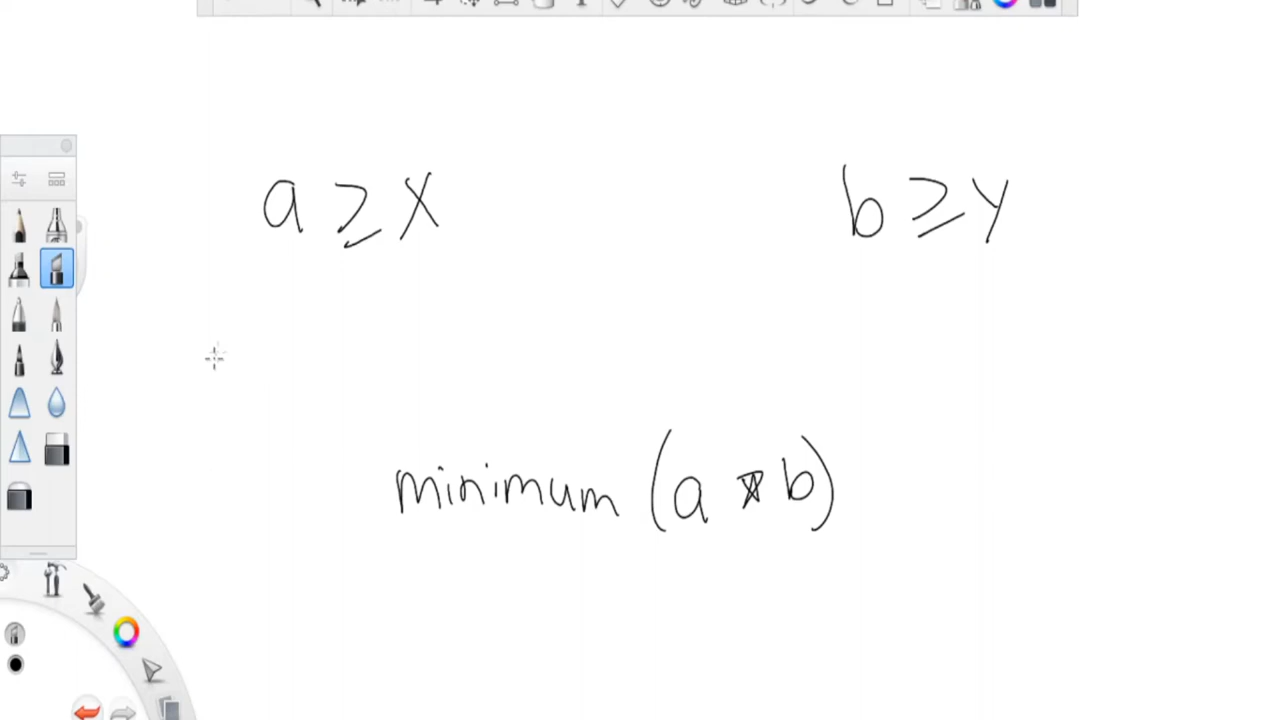 a ≥ x
b ≥ y
minimum (a * b)